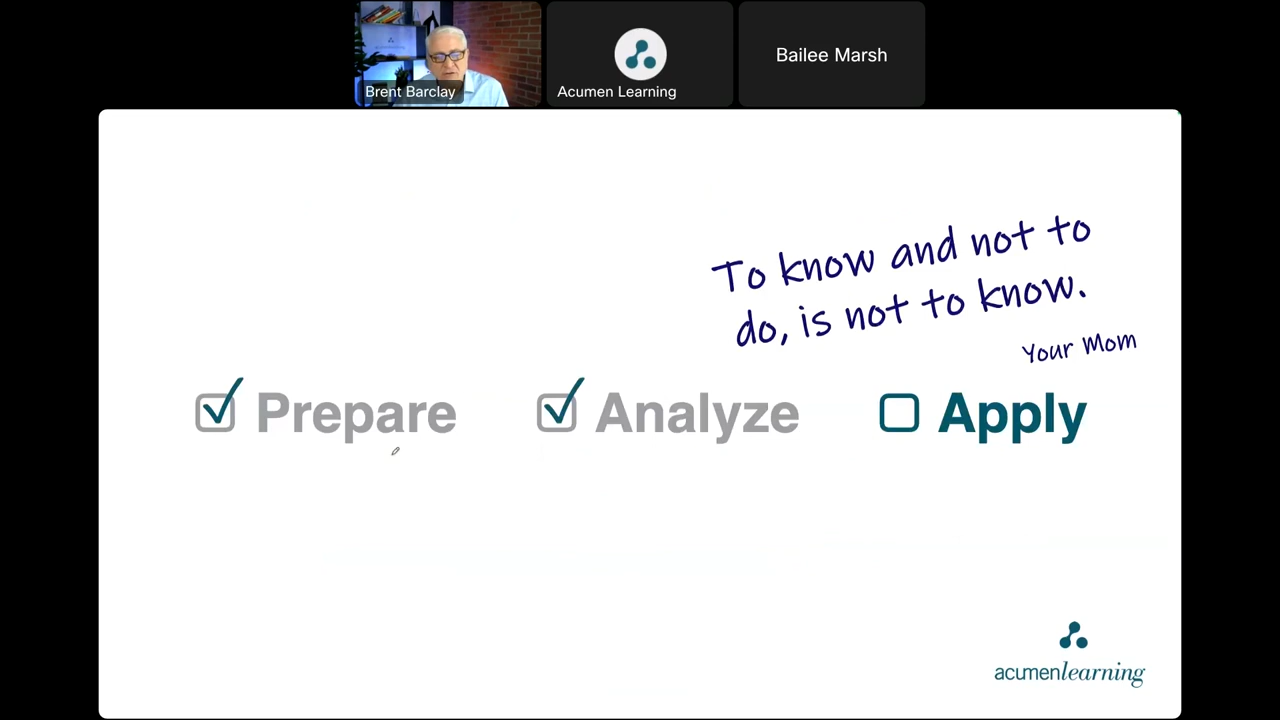 Brent Barclay
Acumen Learning
Bailee Marsh
To know and not to
do, is not to know.
Your Mom
Prepare
Analyze
Apply
acumenlearning